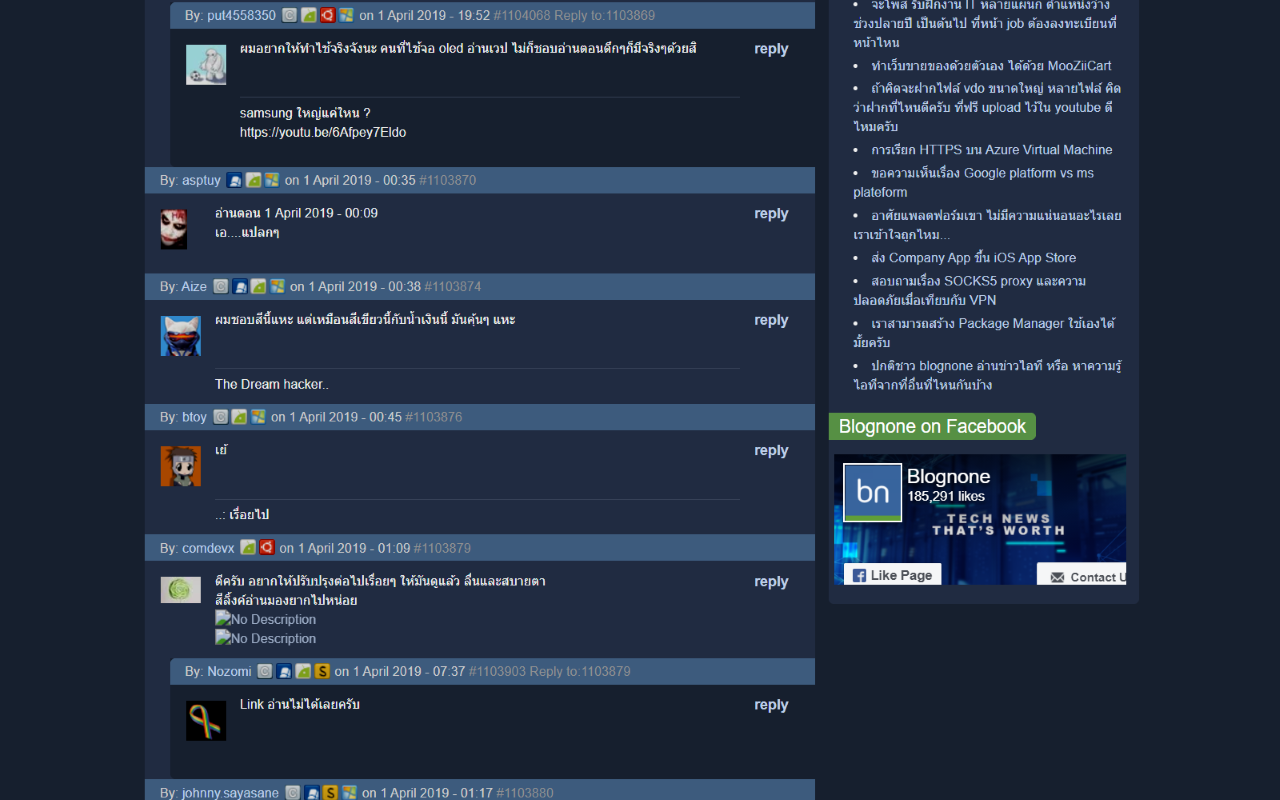 By: put4558350 on 1 April 2019 - 19:52 #1104068 Reply to:1103869
ผมอยากให้ทำไช้จริงจังนะ คนที่ไช้จอ oled อ่านเวป ไม่ก็ชอบอ่านตอนดึกๆก็มีจริงๆด้วยสิ
reply
samsung ใหญ่แค่ใหน ?
https://youtu.be/6Afpey7Eldo
By: asptuy on 1 April 2019 - 00:35 #1103870
อ่านตอน 1 April 2019 - 00:09
reply
เอ....แปลกๆ
By: Aize on 1 April 2019 - 00:38 #1103874
ผมชอบสีนี้แหะ แต่เหมือนสีเขียวนี้กับน้ำเงินนี้ มันคุ้นๆ แหะ
reply
The Dream hacker..
By: btoy on 1 April 2019 - 00:45 #1103876
เย้
reply
..: เรื่อยไป
By: comdevx on 1 April 2019 - 01:09 #1103879
ดีครับ อยากให้ปรับปรุงต่อไปเรื่อยๆ ให้มันดูแล้ว ลื่นและสบายตา
reply
สีลิ้งค์อ่านมองยากไปหน่อย
No Description
No Description
By: Nozomi on 1 April 2019 - 07:37 #1103903 Reply to:1103879
Link อ่านไม่ได้เลยครับ
reply
By: johnny.sayasane on 1 April 2019 - 01:17 #1103880
จะโพส รับฝึกงาน IT หลายแผนก ตำแหน่งว่าง
ช่วงปลายปี เป็นต้นไป ที่หน้า job ต้องลงทะเบียนที่
หน้าไหน
ทำเว็บขายของด้วยตัวเอง ได้ด้วย MooZiiCart
ถ้าคิดจะฝากไฟล์ vdo ขนาดใหญ่ หลายไฟล์ คิด
ว่าฝากที่ไหนดีครับ ที่ฟรี upload ไว้ใน youtube ดี
ไหมครับ
การเรียก HTTPS บน Azure Virtual Machine
ขอความเห็นเรื่อง Google platform vs ms
plateform
อาศัยแพลตฟอร์มเขา ไม่มีความแน่นอนอะไรเลย
เราเข้าใจถูกไหม...
ส่ง Company App ขึ้น iOS App Store
สอบถามเรื่อง SOCKS5 proxy และความ
ปลอดภัยเมื่อเทียบกับ VPN
เราสามารถสร้าง Package Manager ใช้เองได้
มั้ยครับ
ปกติชาว blognone อ่านข่าวไอที หรือ หาความรู้
ไอทีจากที่อื่นที่ไหนกันบ้าง
Blognone on Facebook
bn
Blognone
185,291 likes
TECH NEWS
THAT'S WORTH
Like Page
Contact U